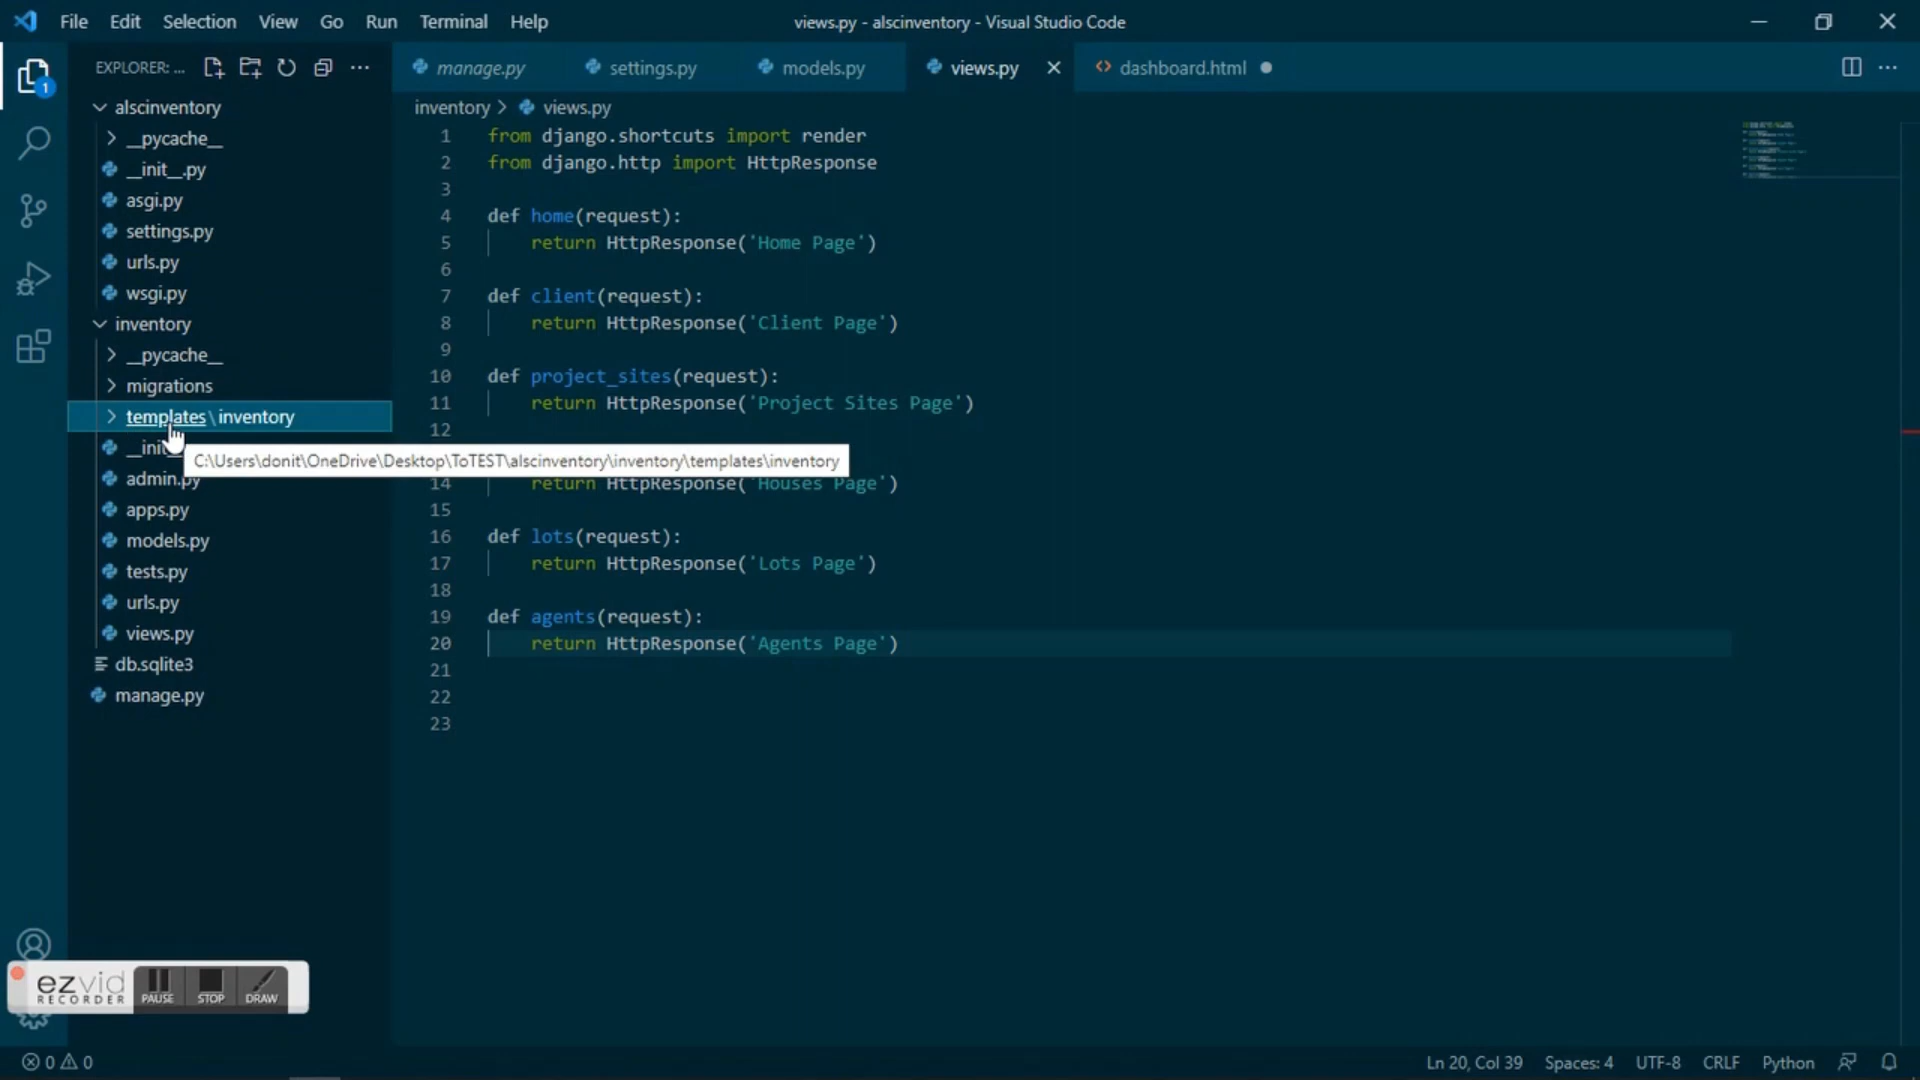 File Edit Selection View Go Run Terminal Help
views.py - alscinventory - Visual Studio Code
EXPLORER: ...
manage.py settings.py models.py views.py dashboard.html
1
inventory > views.py
alscinventory
__pycache__
__init__.py
asgi.py
settings.py
urls.py
wsgi.py
inventory
__pycache__
migrations
templates\inventory
__init__
admin.py
apps.py
models.py
tests.py
urls.py
views.py
db.sqlite3
manage.py
C:\Users\donit\OneDrive\Desktop\ToTEST\alscinventory\inventory\templates\inventory
1 from django.shortcuts import render
2 from django.http import HttpResponse
3
4 def home(request):
5 return HttpResponse('Home Page')
6
7 def client(request):
8 return HttpResponse('Client Page')
9
10 def project_sites(request):
11 return HttpResponse('Project Sites Page')
12
14 return HttpResponse('Houses Page')
15
16 def lots(request):
17 return HttpResponse('Lots Page')
18
19 def agents(request):
20 return HttpResponse('Agents Page')
21
22
23
ezvid
RECORDER
PAUSE STOP DRAW
0 0
Ln 20, Col 39 Spaces: 4 UTF-8 CRLF Python